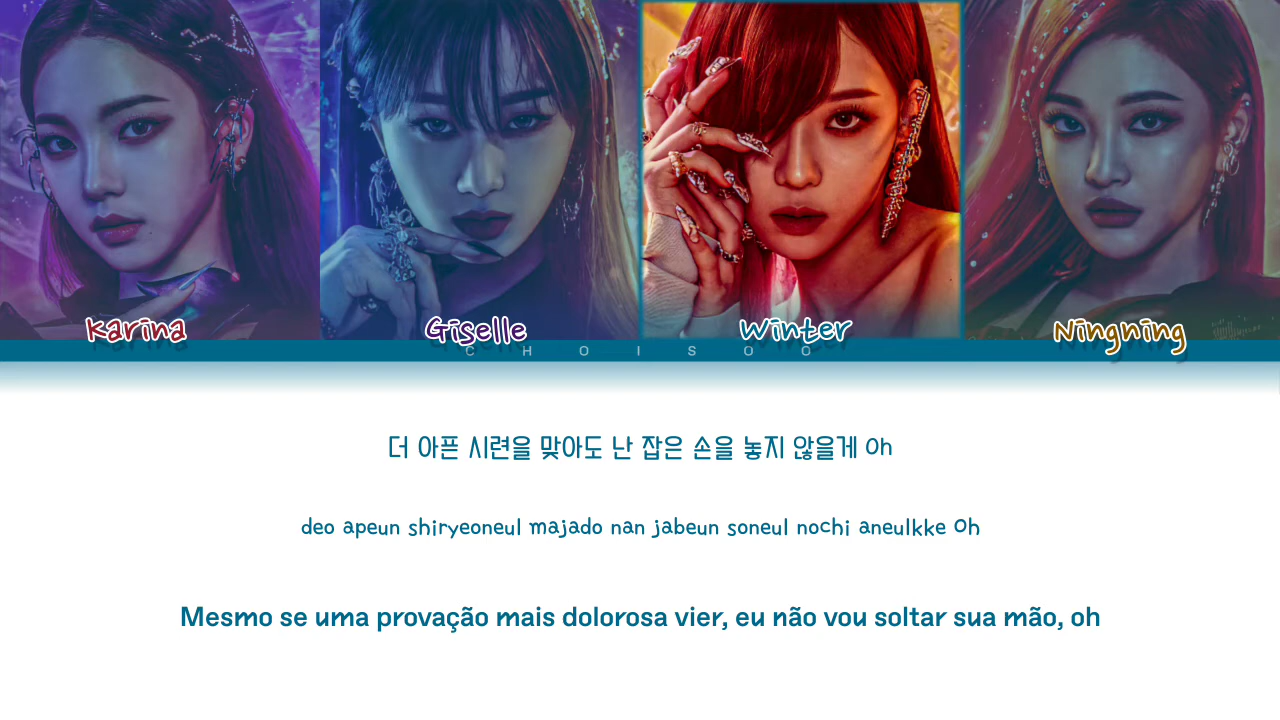 Karina Giselle Winter Ningning
CHOISOO
더 아픈 시련을 맞아도 난 잡은 손을 놓지 않을게 Oh
deo apeun shiryeoneul majado nan jabeun soneul nochi aneulkke Oh
Mesmo se uma provação mais dolorosa vier, eu não vou soltar sua mão, oh